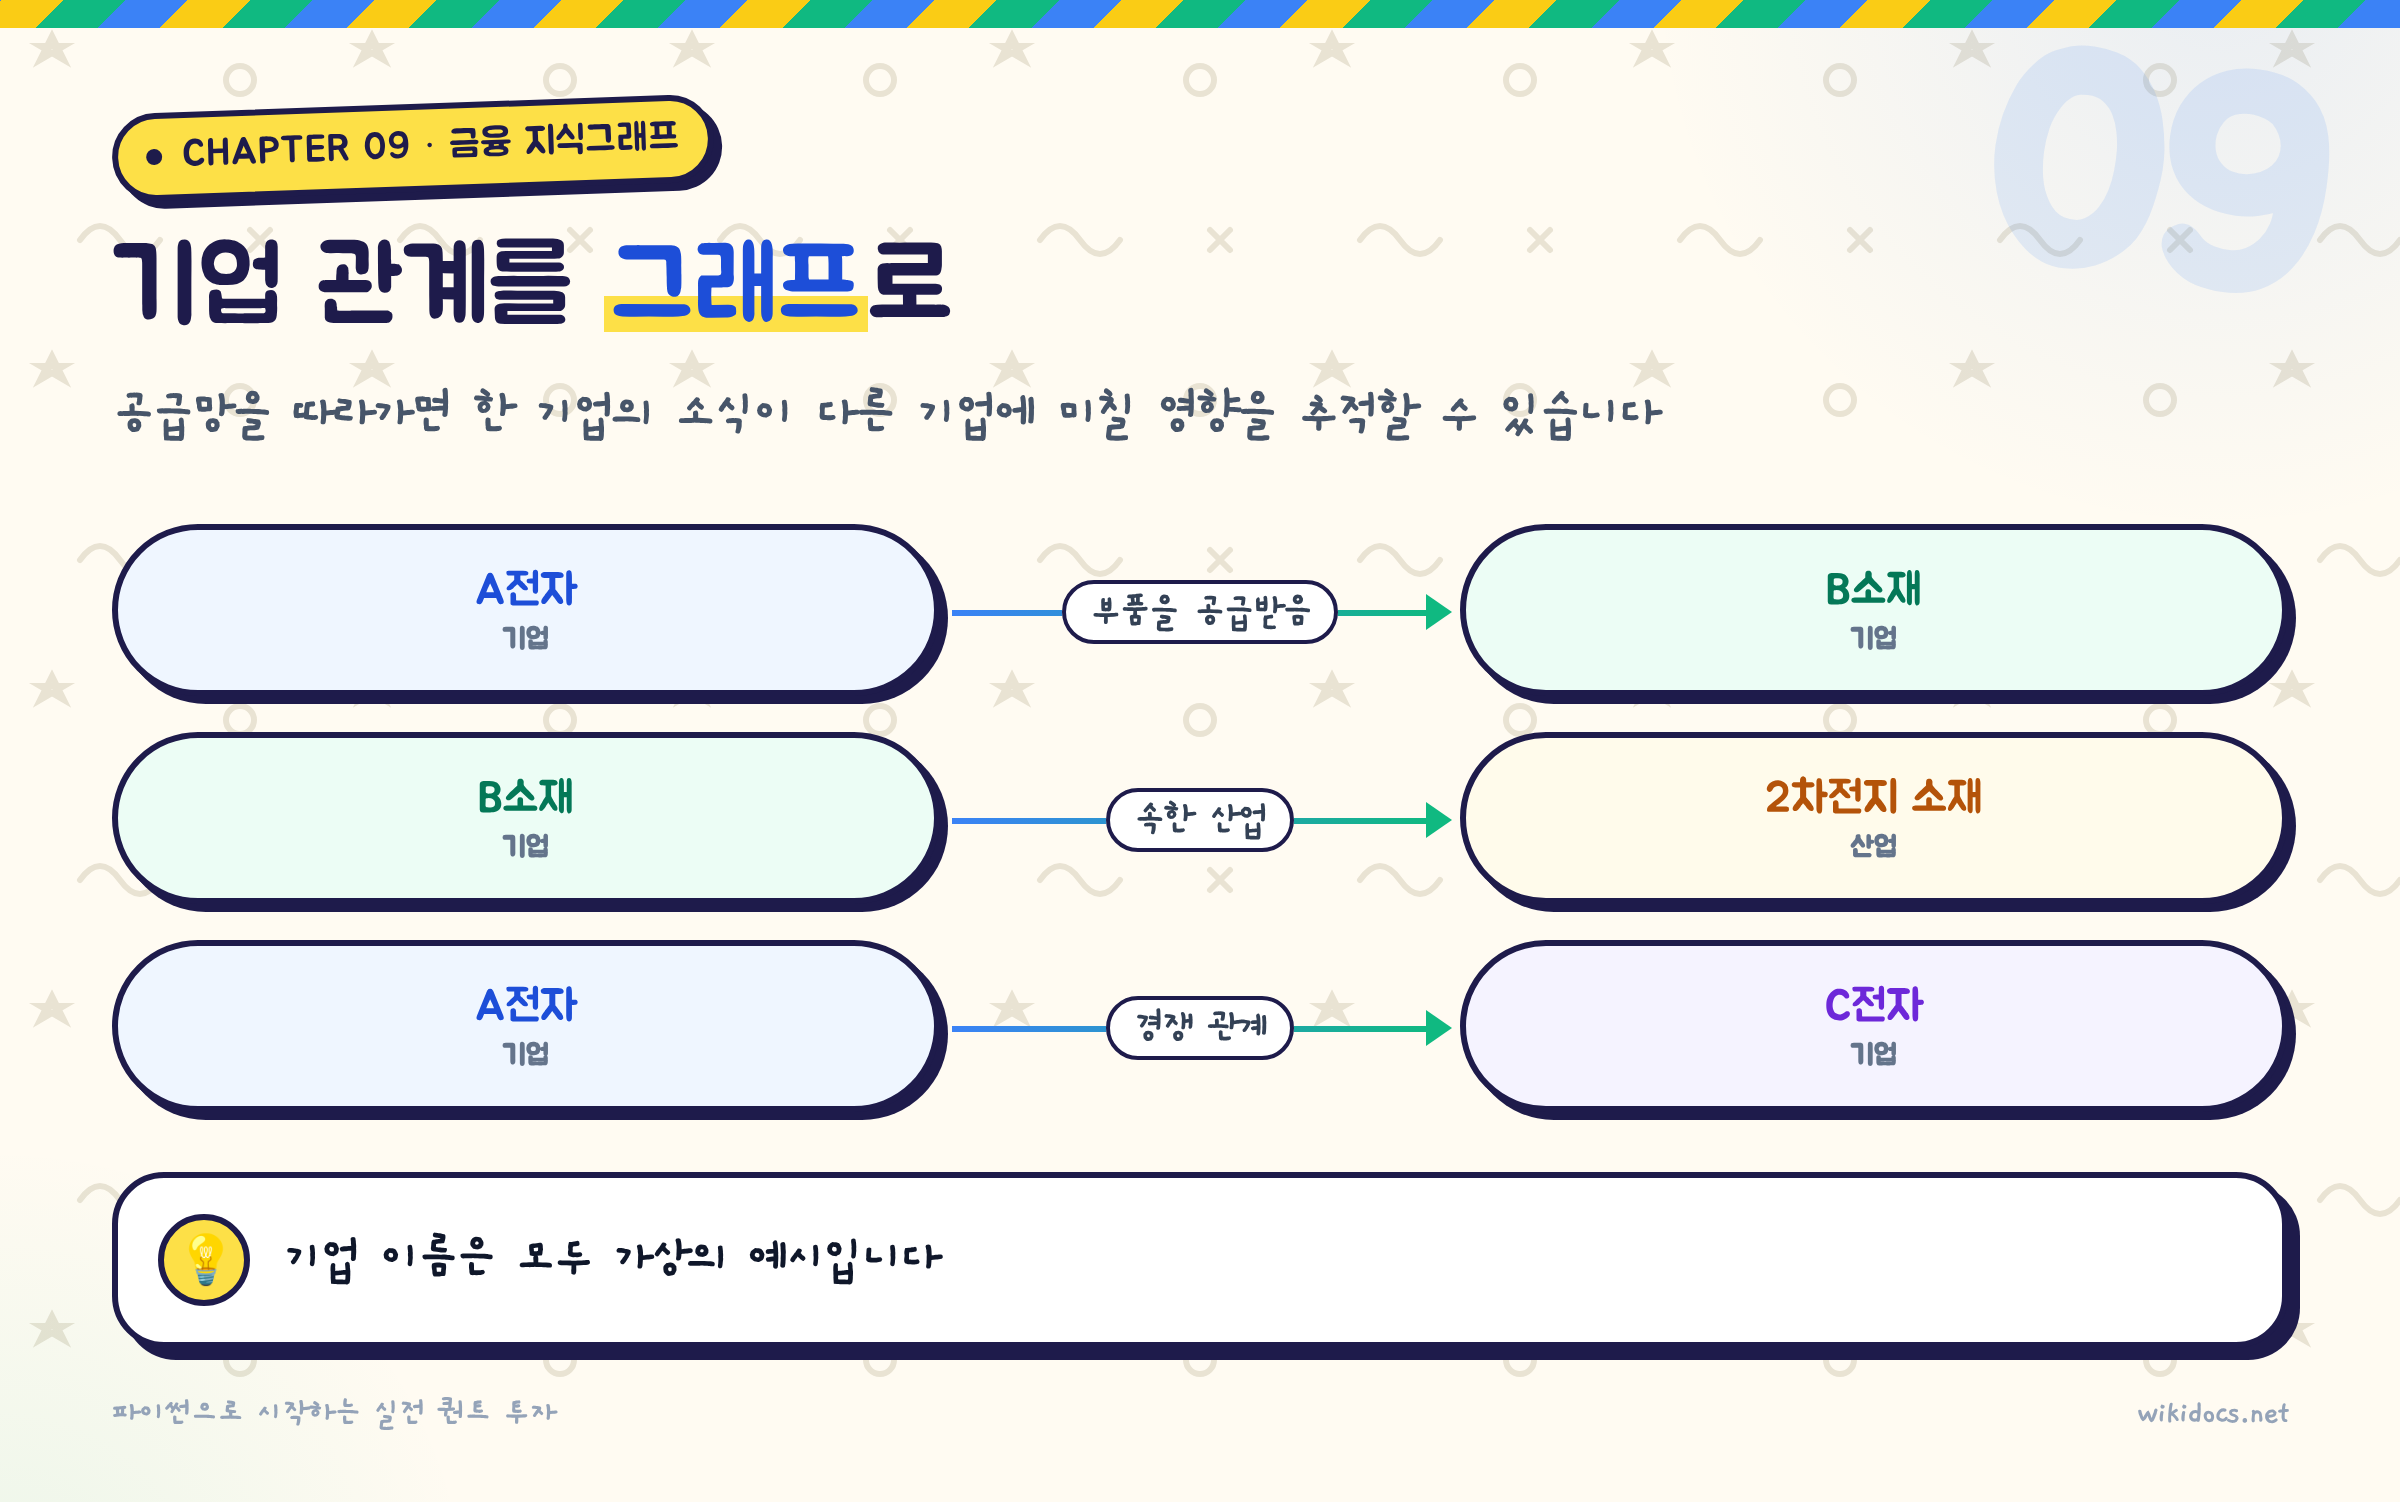 09
CHAPTER 09 · 금융 지식그래프
기업 관계를 그래프로
공급망을 따라가면 한 기업의 소식이 다른 기업에 미칠 영향을 추적할 수 있습니다
A전자
기업
부품을 공급받음
B소재
기업
B소재
기업
속한 산업
2차전지 소재
산업
A전자
기업
경쟁 관계
C전자
기업
기업 이름은 모두 가상의 예시입니다
파이썬으로 시작하는 실전 퀀트 투자
wikidocs.net